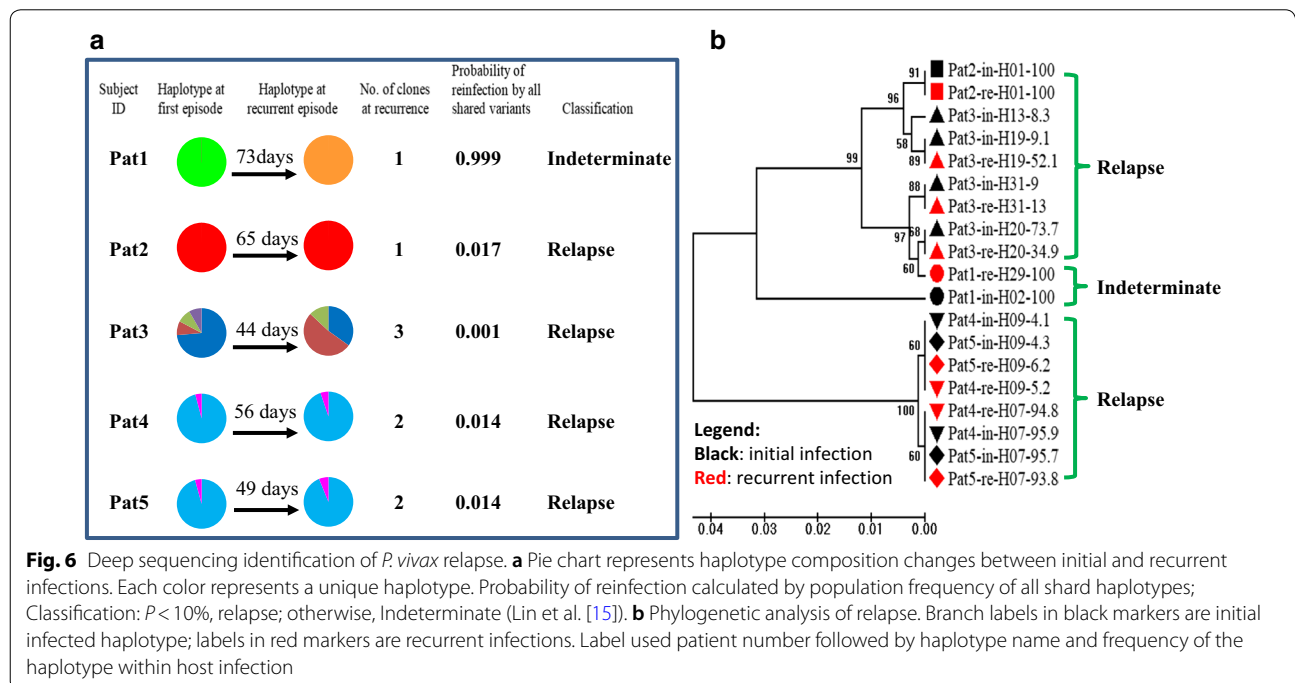 a
Subject ID
Haplotype at first episode
Haplotype at recurrent episode
No. of clones at recurrence
Probability of reinfection by all shared variants
Classification
Pat1 73days 1 0.999 Indeterminate
Pat2 65 days 1 0.017 Relapse
Pat3 44 days 3 0.001 Relapse
Pat4 56 days 2 0.014 Relapse
Pat5 49 days 2 0.014 Relapse
b
91
96
58
89
99
88
68
97
60
60
100
60
Pat2-in-H01-100
Pat2-re-H01-100
Pat3-in-H13-8.3
Pat3-in-H19-9.1
Pat3-re-H19-52.1
Pat3-in-H31-9
Pat3-re-H31-13
Pat3-in-H20-73.7
Pat3-re-H20-34.9
Pat1-re-H29-100
Pat1-in-H02-100
Pat4-in-H09-4.1
Pat5-in-H09-4.3
Pat5-re-H09-6.2
Pat4-re-H09-5.2
Pat4-re-H07-94.8
Pat4-in-H07-95.9
Pat5-in-H07-95.7
Pat5-re-H07-93.8
Relapse
Indeterminate
Relapse
Legend:
Black: initial infection
Red: recurrent infection
0.04 0.03 0.02 0.01 0.00
Fig. 6 Deep sequencing identification of P. vivax relapse. a Pie chart represents haplotype composition changes between initial and recurrent
infections. Each color represents a unique haplotype. Probability of reinfection calculated by population frequency of all shard haplotypes;
Classification: P < 10%, relapse; otherwise, Indeterminate (Lin et al. [15]). b Phylogenetic analysis of relapse. Branch labels in black markers are initial
infected haplotype; labels in red markers are recurrent infections. Label used patient number followed by haplotype name and frequency of the
haplotype within host infection